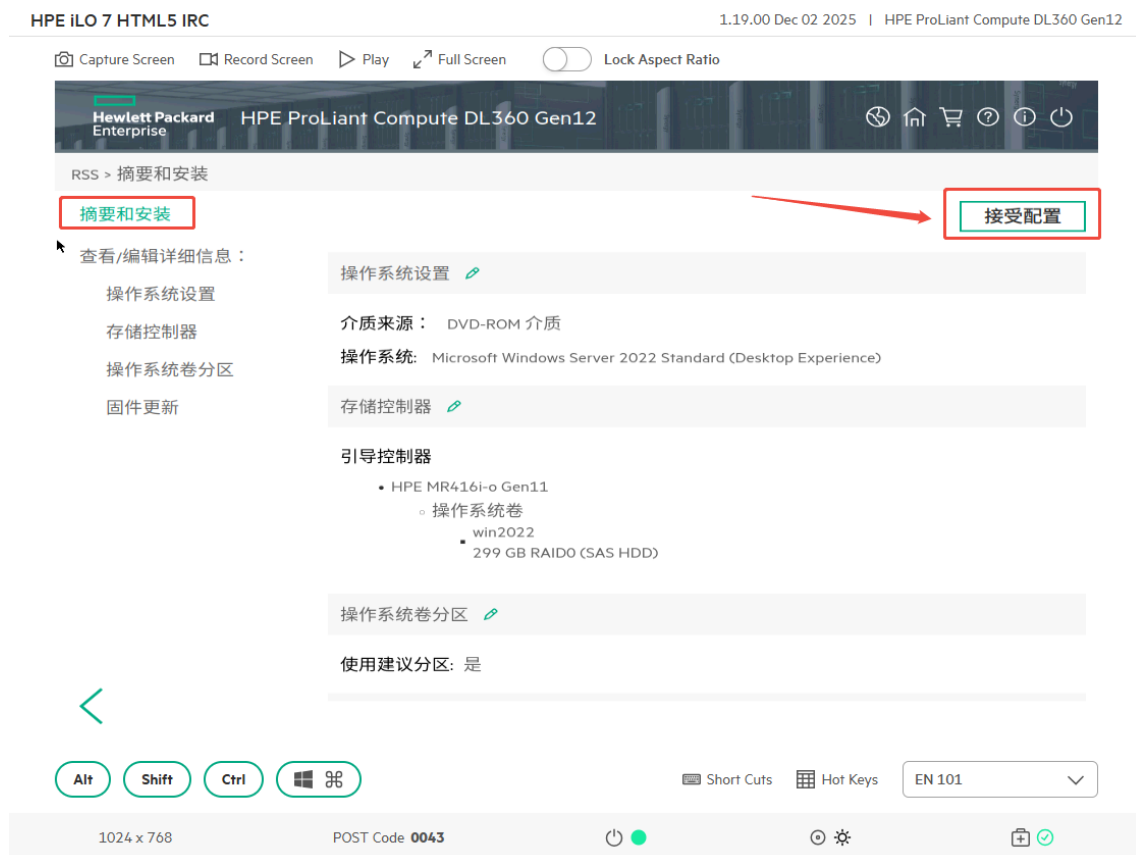 HPE iLO 7 HTML5 IRC
1.19.00 Dec 02 2025 | HPE ProLiant Compute DL360 Gen12
Capture Screen Record Screen Play Full Screen Lock Aspect Ratio
Hewlett Packard Enterprise
HPE ProLiant Compute DL360 Gen12
RSS > 摘要和安装
摘要和安装
接受配置
查看/编辑详细信息：
操作系统设置
存储控制器
操作系统卷分区
固件更新
操作系统设置
介质来源： DVD-ROM 介质
操作系统: Microsoft Windows Server 2022 Standard (Desktop Experience)
存储控制器
引导控制器
• HPE MR416i-o Gen11
○ 操作系统卷
▪ win2022
299 GB RAID0 (SAS HDD)
操作系统卷分区
使用建议分区: 是
Alt Shift Ctrl ⌘ Short Cuts Hot Keys EN 101
1024 x 768 POST Code 0043